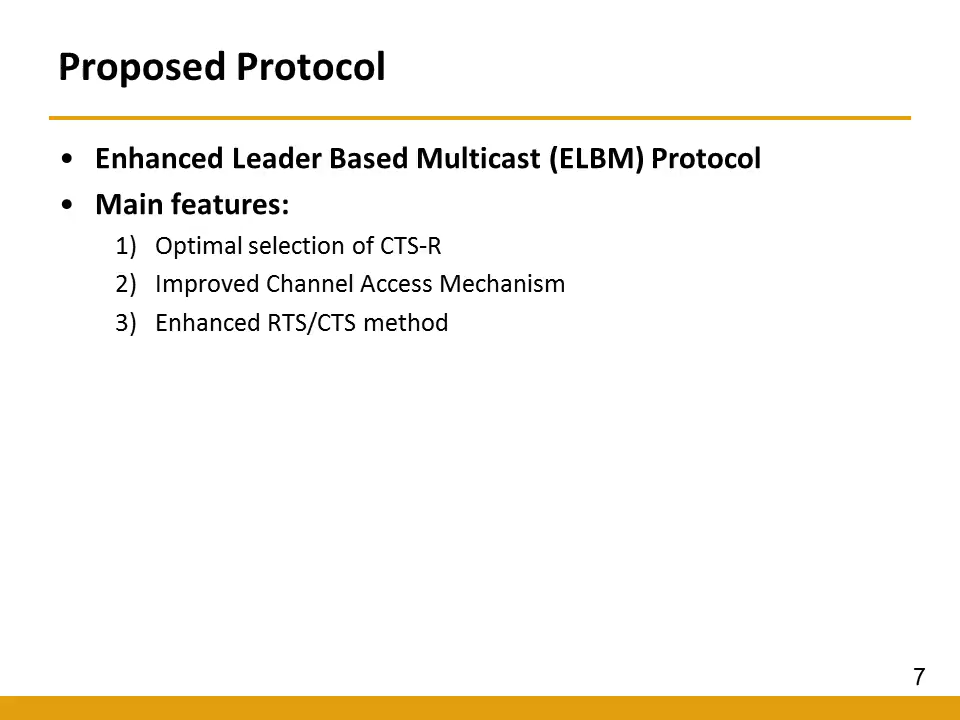 Proposed Protocol
• Enhanced Leader Based Multicast (ELBM) Protocol
• Main features:
1) Optimal selection of CTS-R
2) Improved Channel Access Mechanism
3) Enhanced RTS/CTS method
7